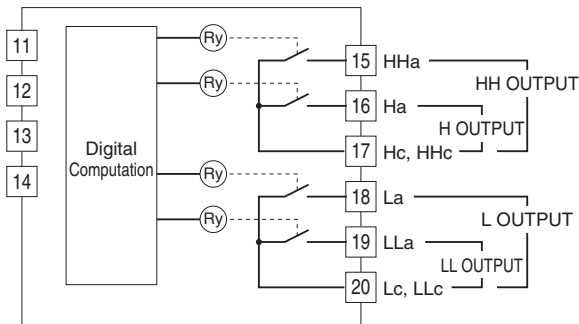 11
12
13
14
Digital
Computation
Ry
Ry
Ry
Ry
15 HHa
HH OUTPUT
16 Ha
H OUTPUT
17 Hc, HHc
18 La
L OUTPUT
19 LLa
LL OUTPUT
20 Lc, LLc